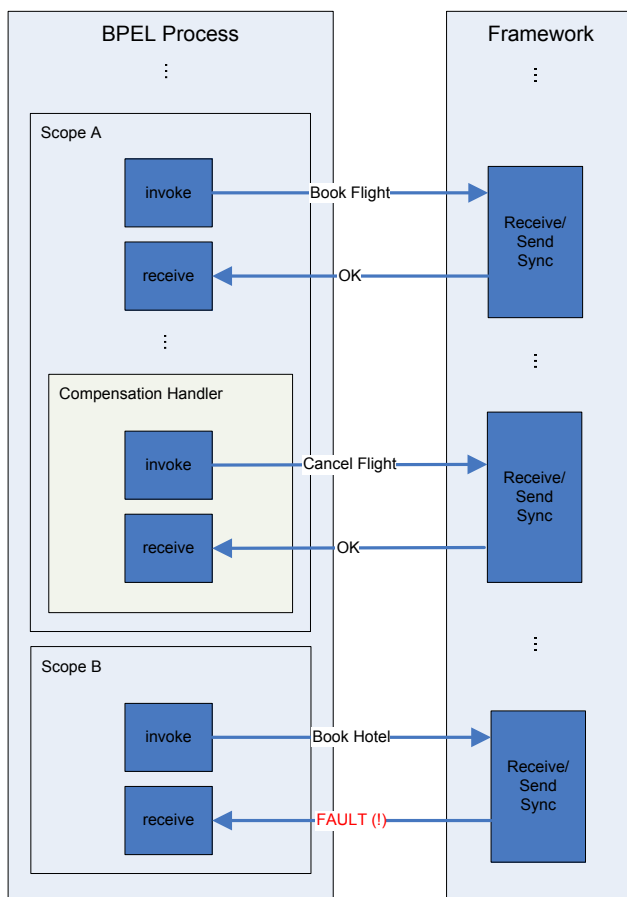 BPEL Process
Framework
...
...
Scope A
invoke
Book Flight
Receive/
Send
Sync
receive
OK
...
...
Compensation Handler
invoke
Cancel Flight
Receive/
Send
Sync
receive
OK
...
Scope B
invoke
Book Hotel
Receive/
Send
Sync
receive
FAULT (!)